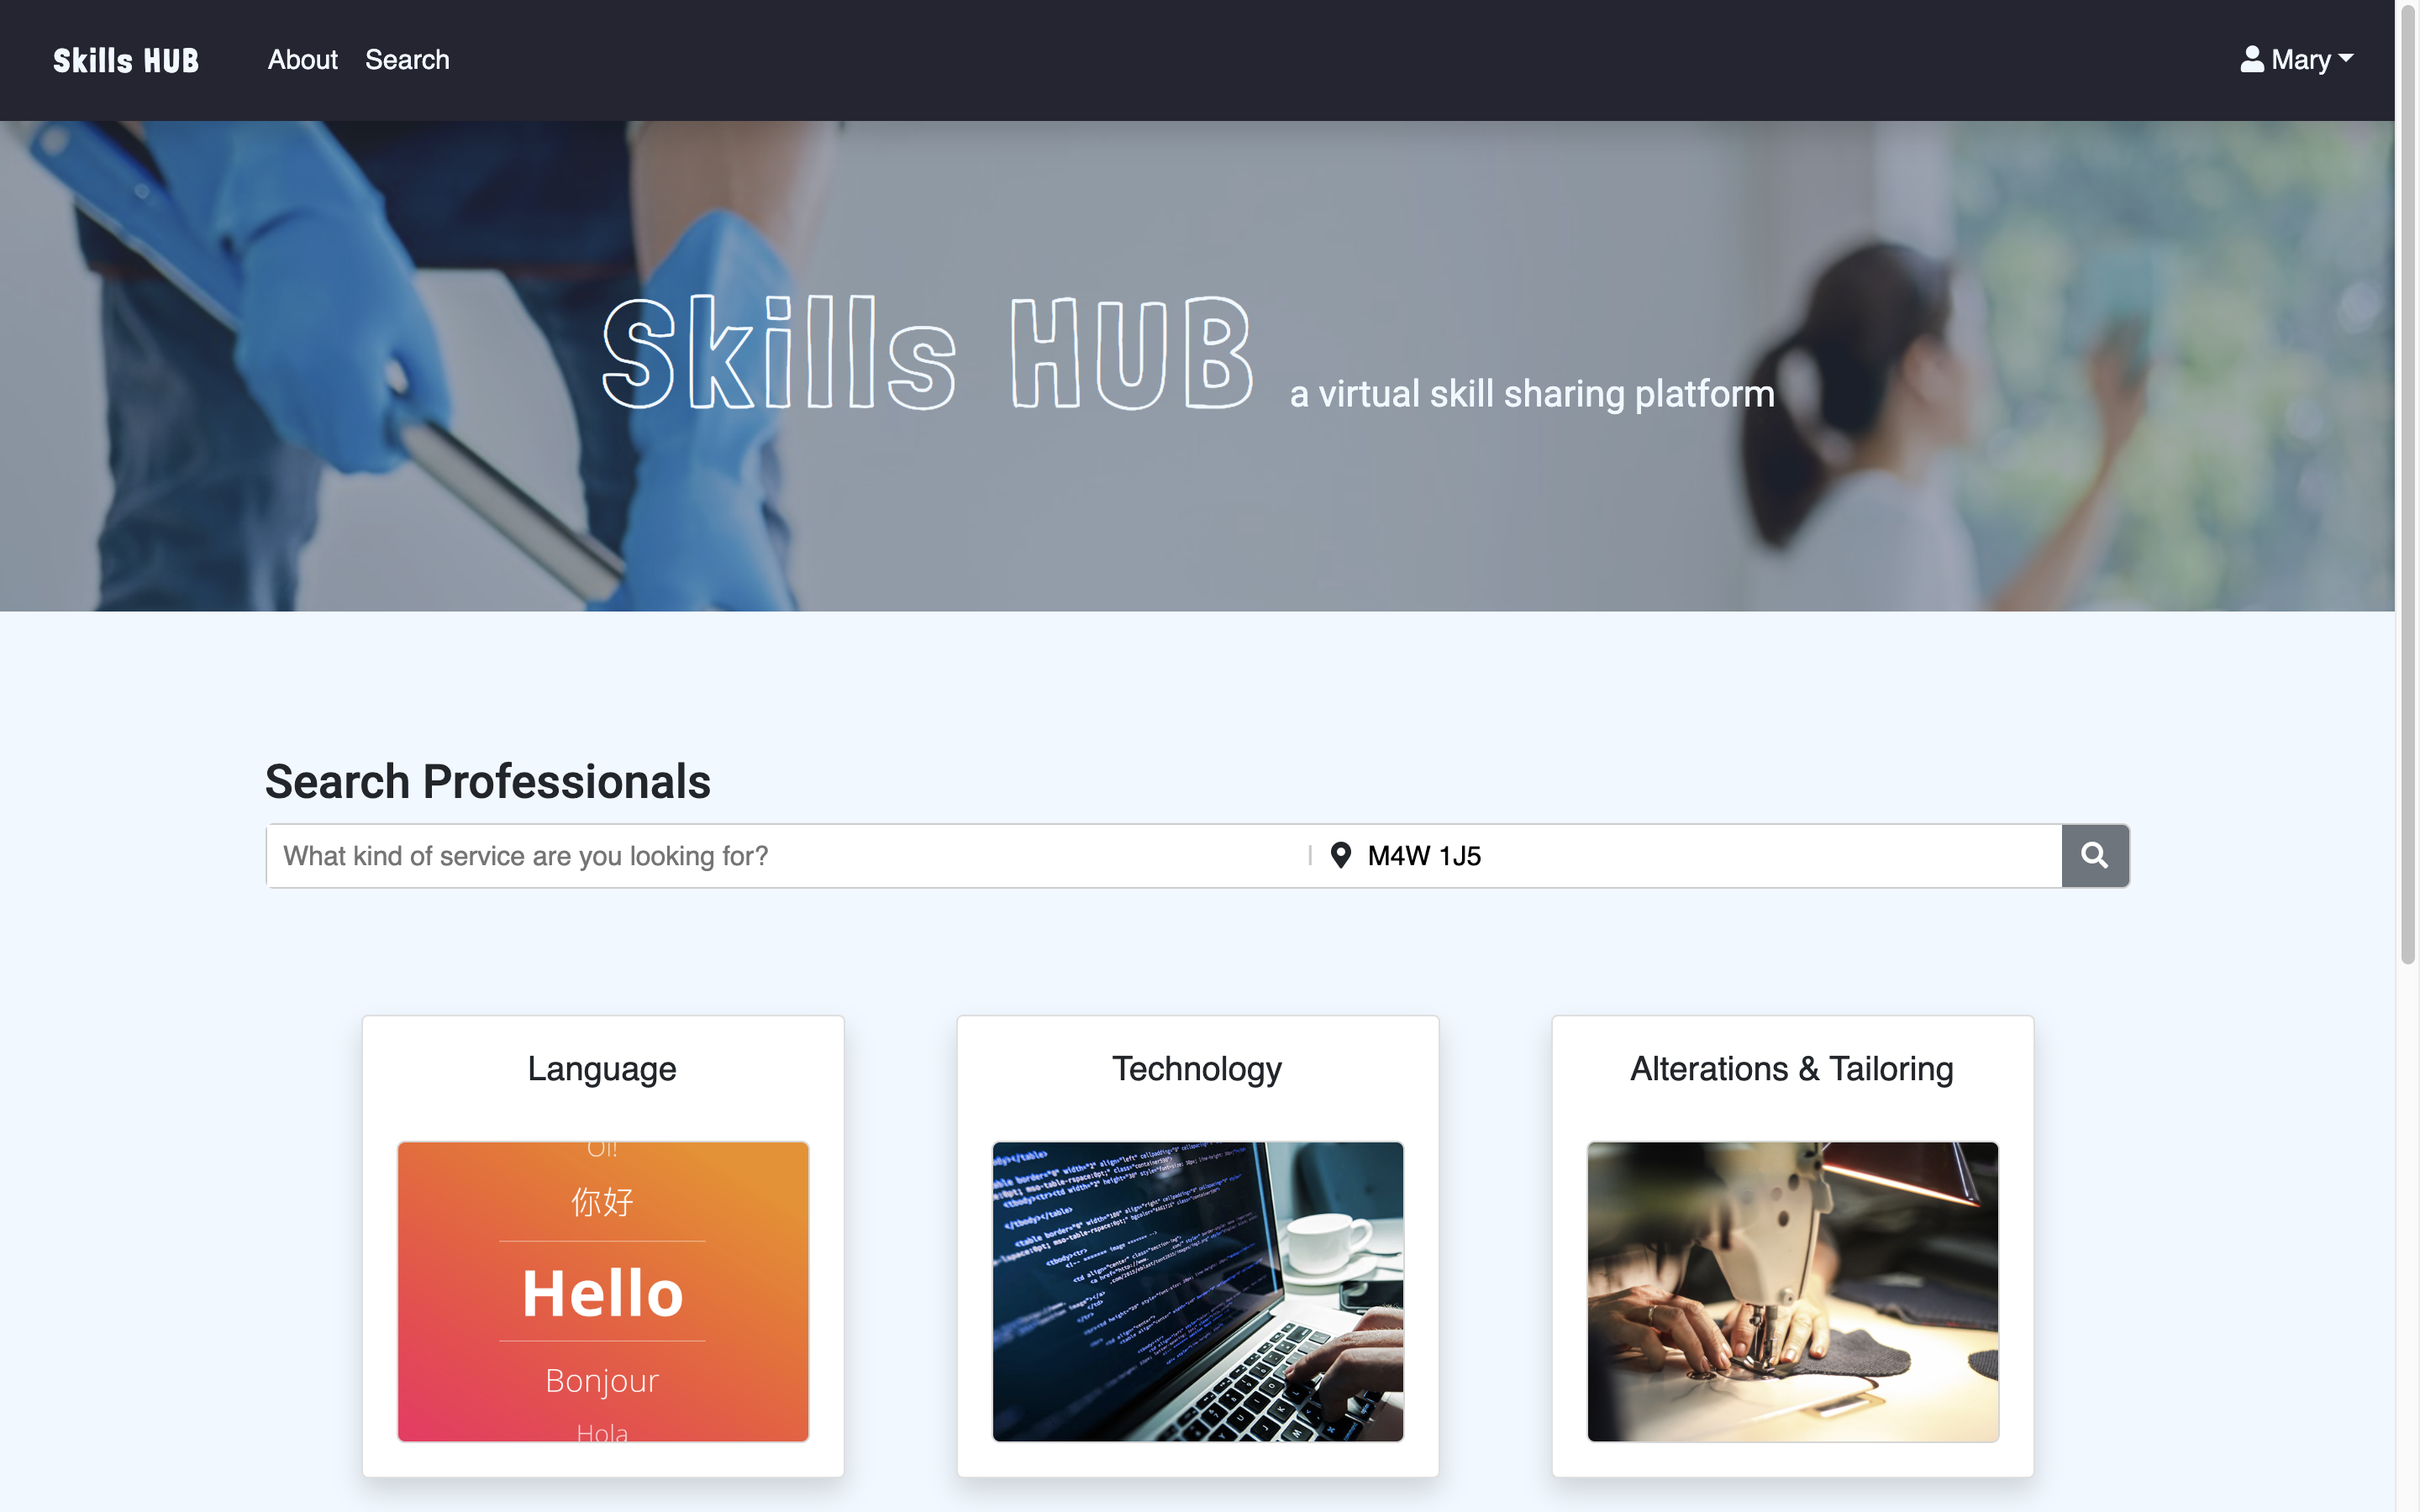 Skills HUB About Search Mary
Skills HUB a virtual skill sharing platform
Search Professionals
What kind of service are you looking for? | M4W 1J5
Language
Technology
Alterations & Tailoring
Oi!
你好
Hello
Bonjour
Hola